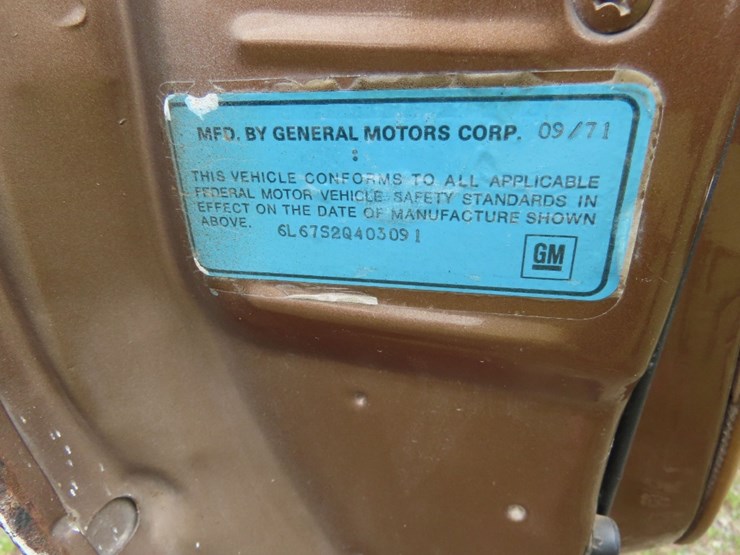 MFD. BY GENERAL MOTORS CORP. 09/71
THIS VEHICLE CONFORMS TO ALL APPLICABLE
FEDERAL MOTOR VEHICLE SAFETY STANDARDS IN
EFFECT ON THE DATE OF MANUFACTURE SHOWN
ABOVE. 6L67S2Q403091
GM